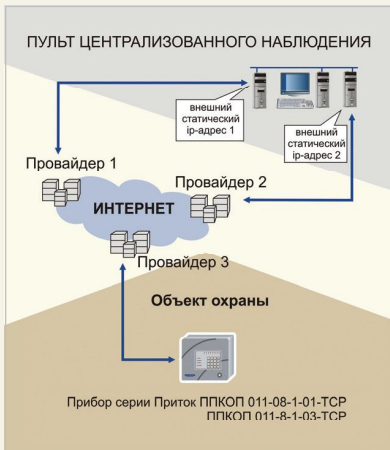 ПУЛЬТ ЦЕНТРАЛИЗОВАННОГО НАБЛЮДЕНИЯ
внешний
статический
ip-адрес 1
внешний
статический
ip-адрес 2
Провайдер 1
Провайдер 2
ИНТЕРНЕТ
Провайдер 3
Объект охраны
Прибор серии Приток ППКОП 011-08-1-01-TCP
ППКОП 011-8-1-03-TCP